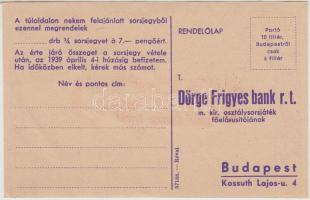 A túloldalon nekem felajánlott sorsjegyből
ezennel megrendelek
drb ¼ sorsjegyet à 7.— pengőért.
Az érte járó összeget a sorsjegy vétele
után, az 1939 április 4-i húzásig befizetem.
Ha időközben elkelt, kérek más számot.
Név és pontos cím:
RENDELŐLAP
Portó
10 fillér,
Budapestről
csak
6 fillér
T.
Dörge Frigyes bank r. t.
m. kir. osztálysorsjáték
főelárusítójának
Budapest
Kossuth Lajos-u. 4